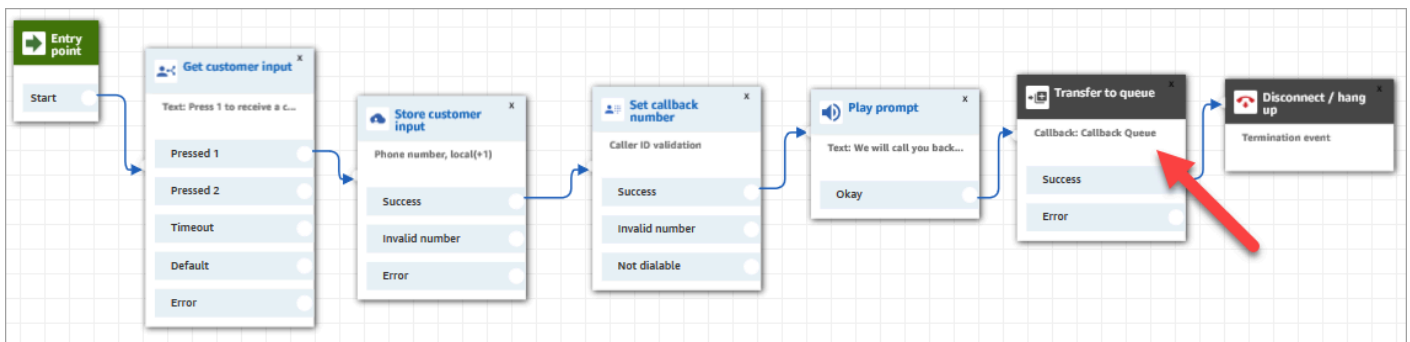 Entry
point
Start
x
Get customer input
Text: Press 1 to receive a c...
Pressed 1
Pressed 2
Timeout
Default
Error
x
Store customer
input
Phone number, local(+1)
Success
Invalid number
Error
x
Set callback
number
Caller ID validation
Success
Invalid number
Not dialable
x
Play prompt
Text: We will call you back...
Okay
x
Transfer to queue
Callback: Callback Queue
Success
Error
x
Disconnect / hang
up
Termination event